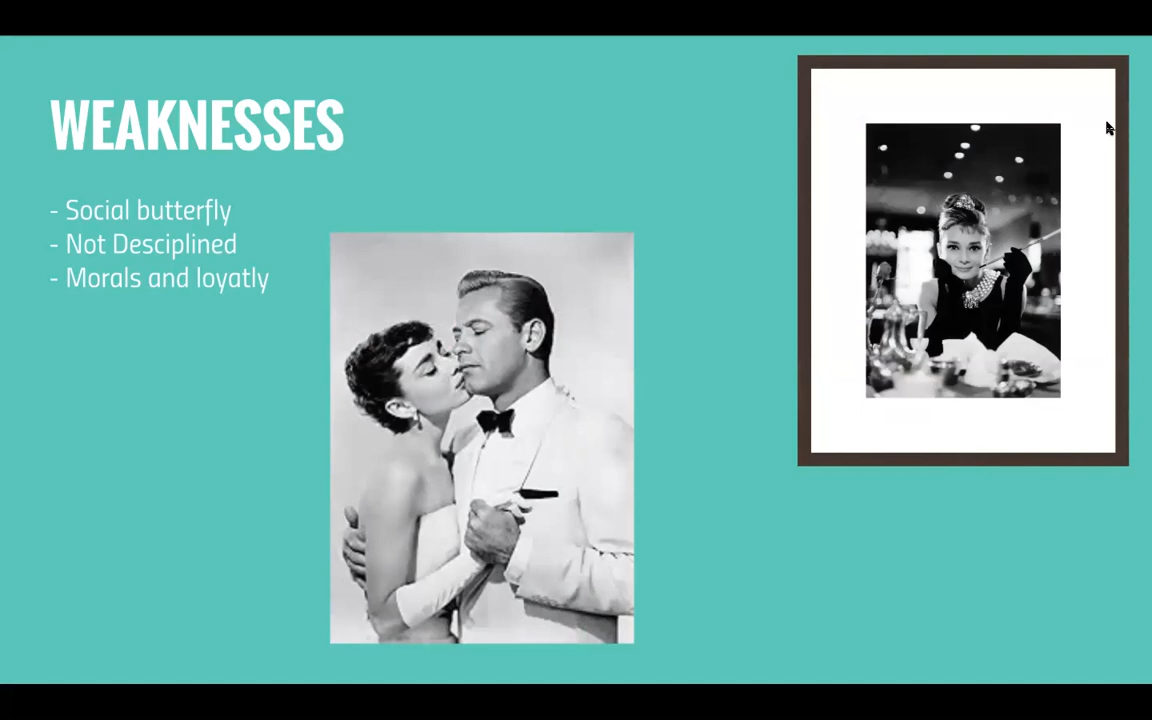 WEAKNESSES
- Social butterfly
- Not Desciplined
- Morals and loyatly